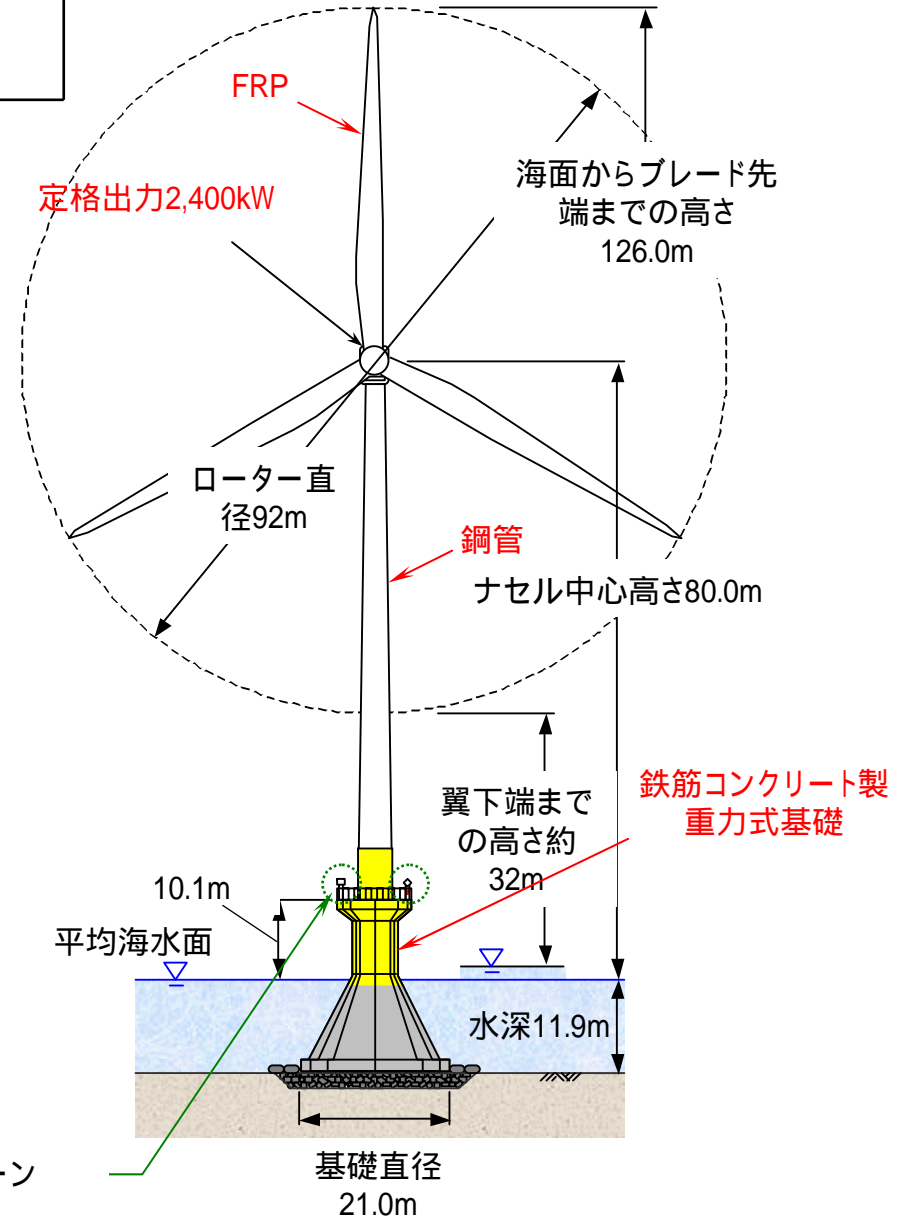 FRP
定格出力2,400kW
海面からブレード先
端までの高さ
126.0m
ローター直
径92m
鋼管
ナセル中心高さ80.0m
翼下端まで
の高さ約
32m
鉄筋コンクリート製
重力式基礎
10.1m
平均海水面
水深11.9m
基礎直径
21.0m
ーン